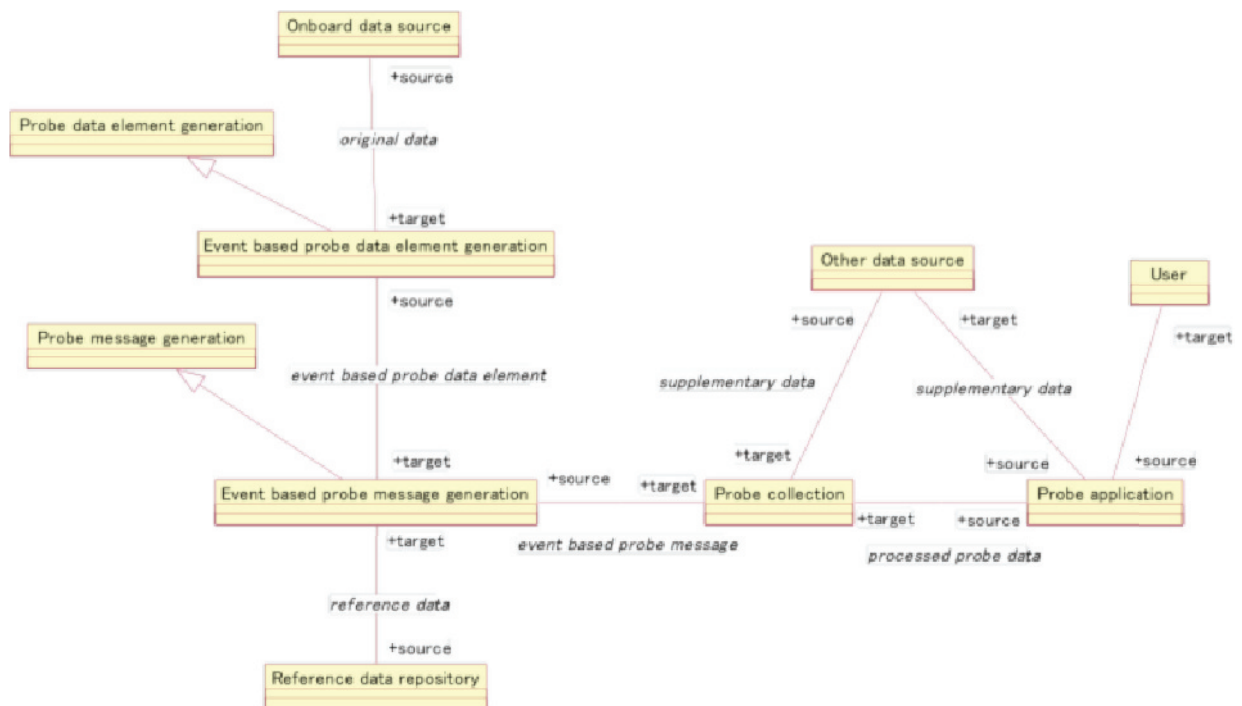 Onboard data source
+source
Probe data element generation
original data
+target
Event based probe data element generation
+source
Other data source
User
+source
+target
+target
Probe message generation
event based probe data element
supplementary data
supplementary data
+target
+target
+source
+source
+source
+target
Event based probe message generation
Probe collection
Probe application
+target
+target
+source
event based probe message
processed probe data
reference data
+source
Reference data repository